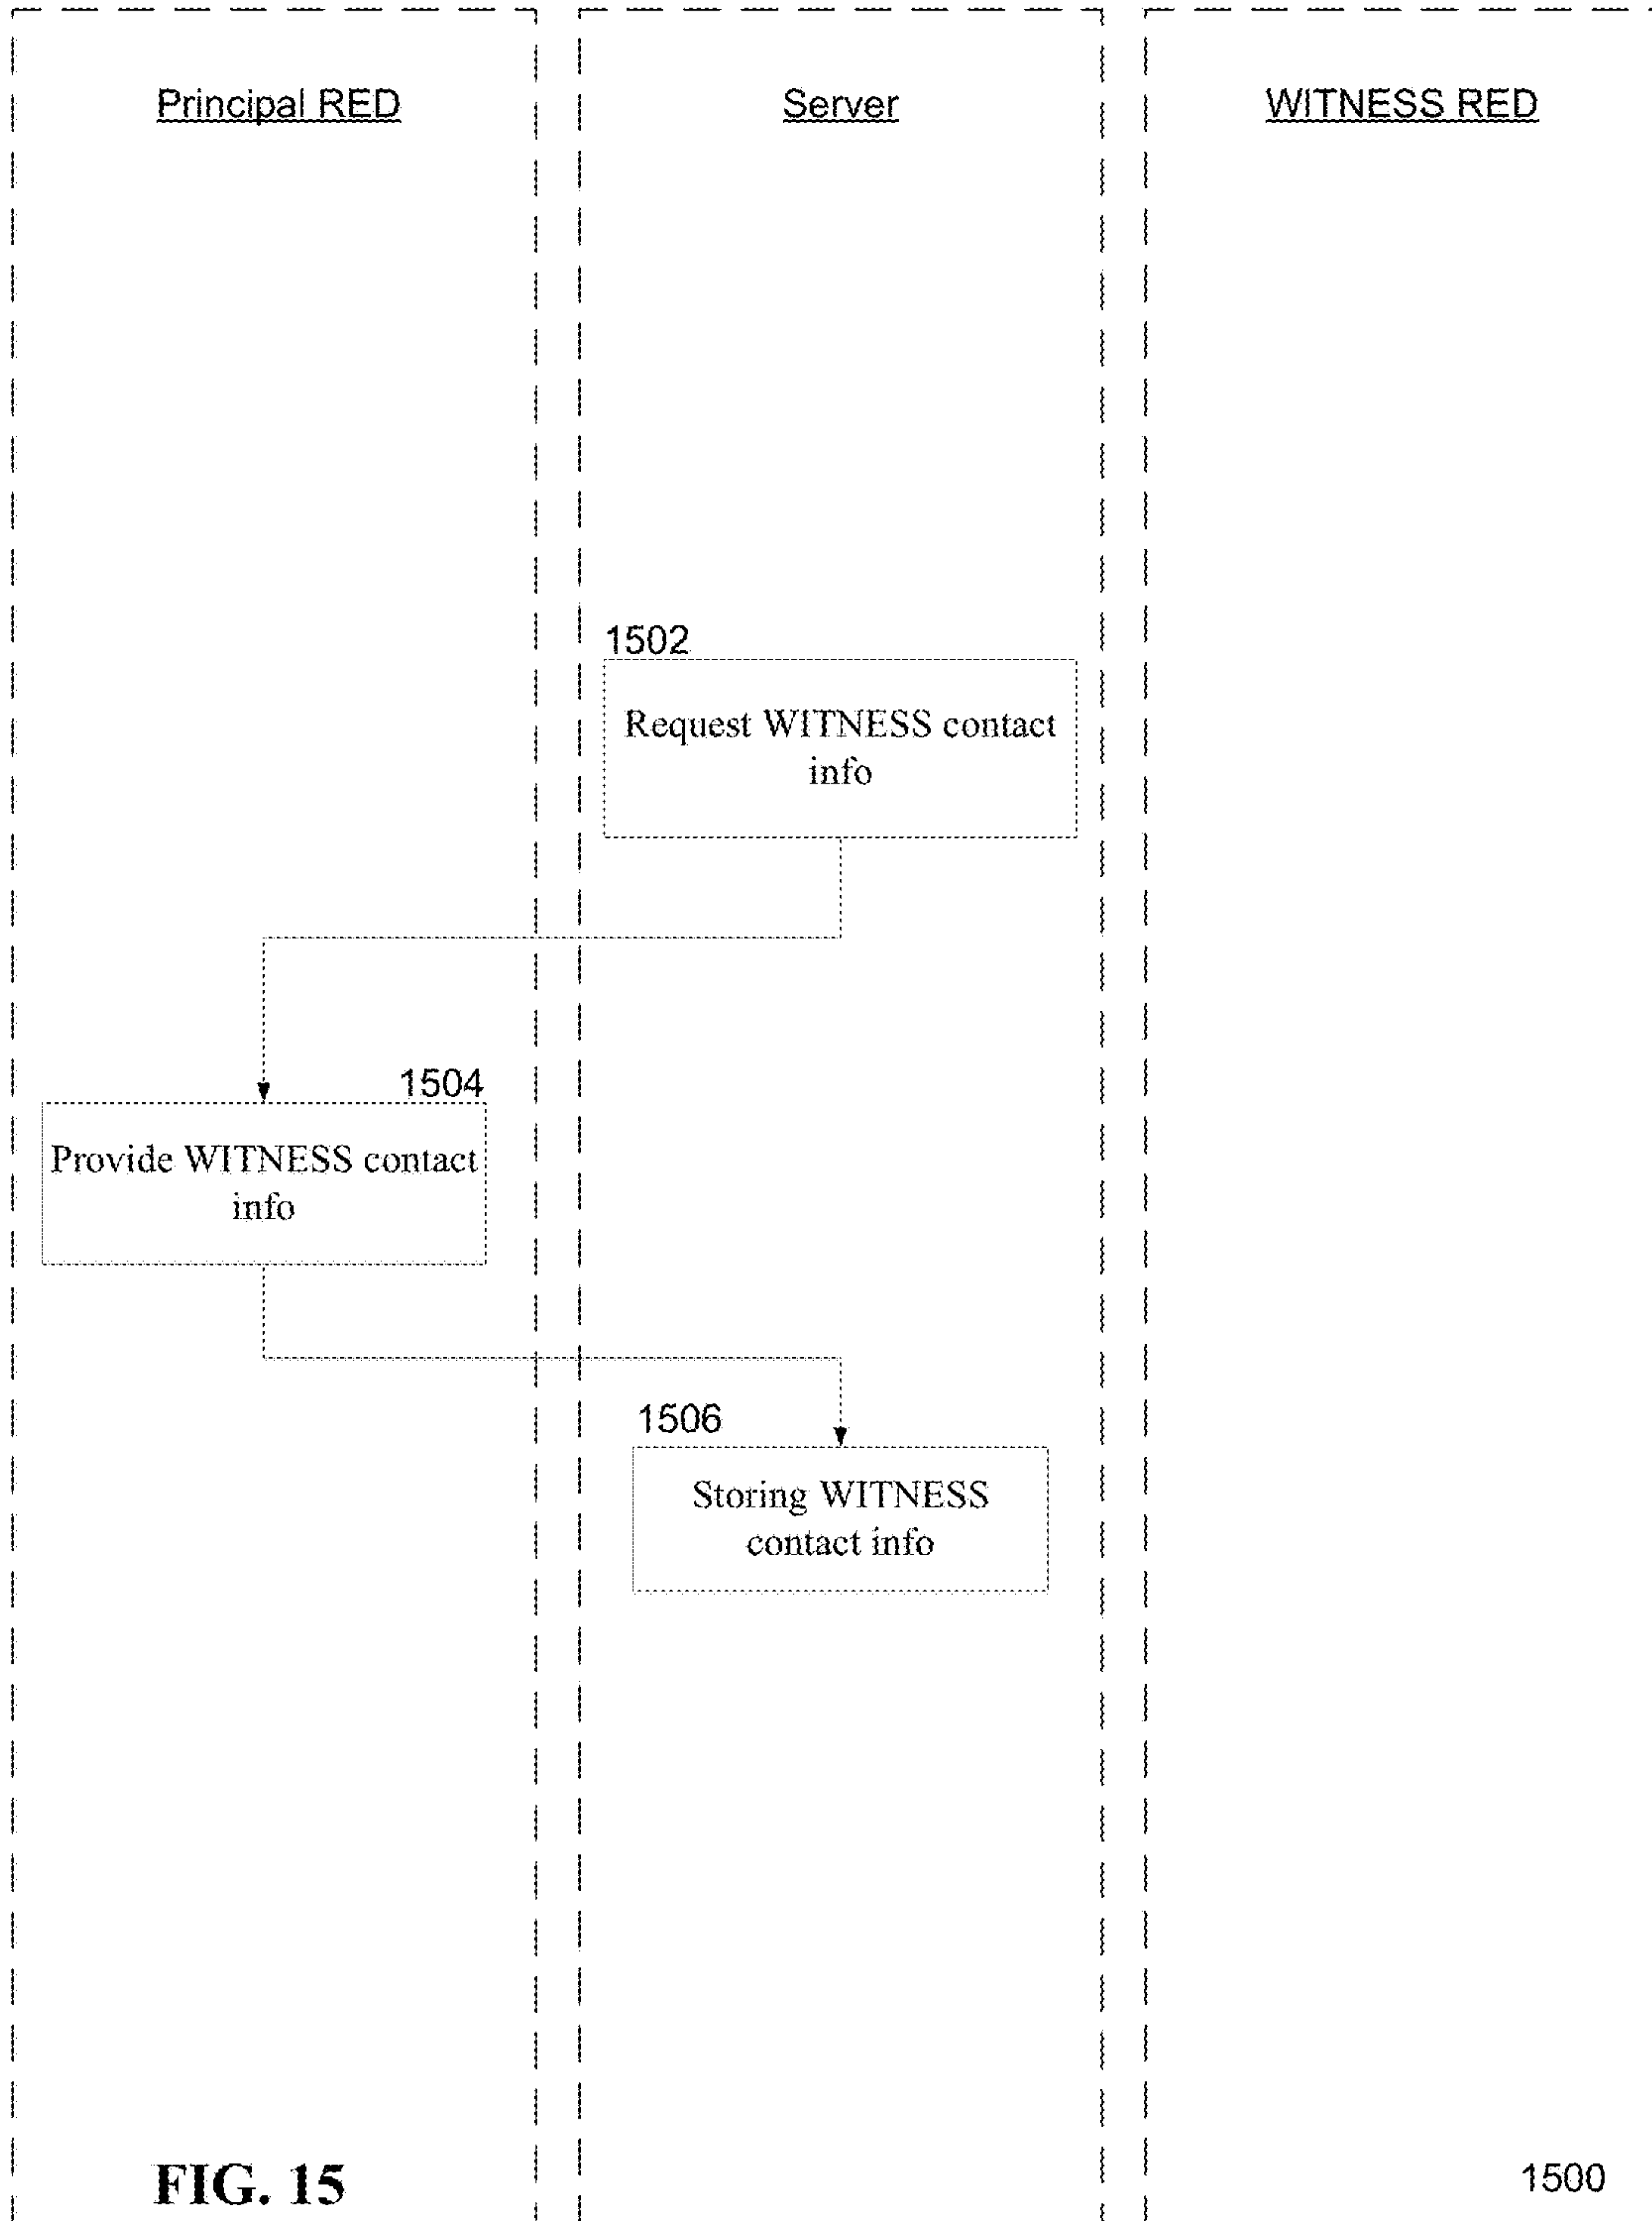 Principal RED
Server
WITNESS RED
1502
Request WITNESS contact
info
1504
Provide WITNESS contact
info
1506
Storing WITNESS
contact info
FIG. 15
1500